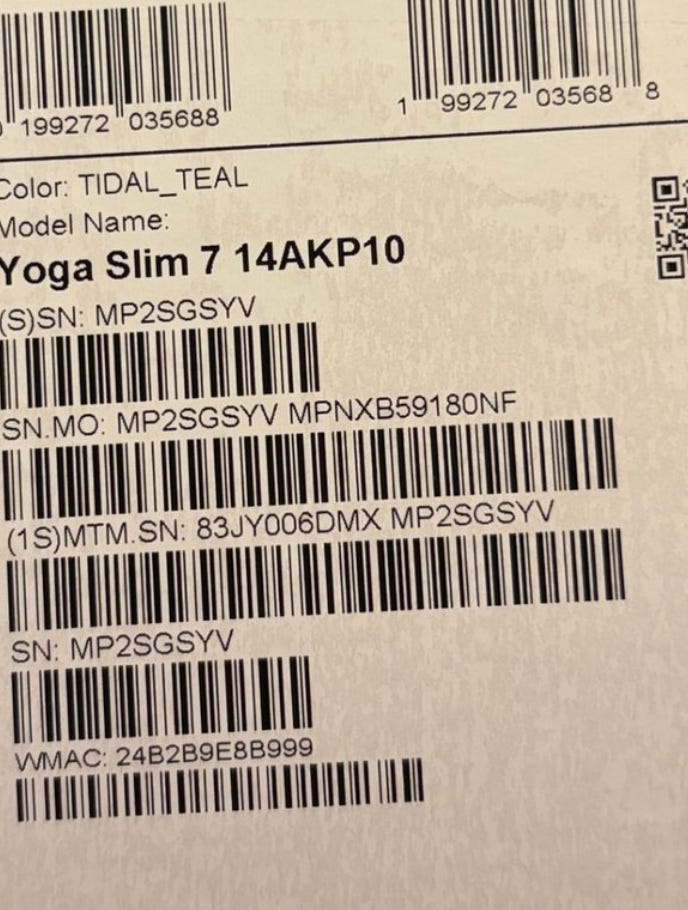 199272 035688
1 99272 03568 8
Color: TIDAL_TEAL
Model Name:
Yoga Slim 7 14AKP10
(S)SN: MP2SGSYV
SN.MO: MP2SGSYV MPNXB59180NF
(1S)MTM.SN: 83JY006DMX MP2SGSYV
SN: MP2SGSYV
WMAC: 24B2B9E8B999